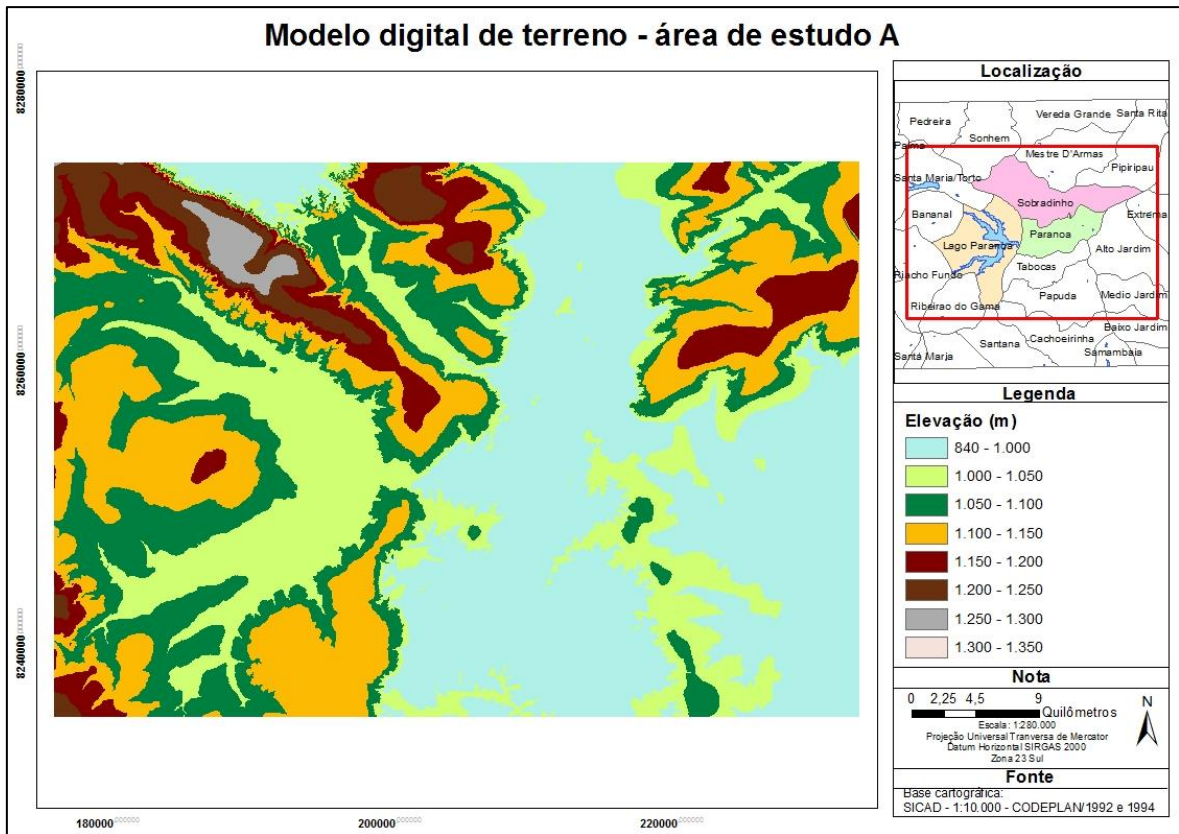 Modelo digital de terreno - área de estudo A
8280000
8260000
8240000
180000
200000
220000
Localização
Pedreira
Sonhem
Vereda Grande
Santa Rita
Palma
Mestre D'Armas
Pipiripau
Santa Maria/Torto
Sobradinho
Bananal
Extrema
Paranoa
Lago Paranoa
Alto Jardim
Tabocas
Riacho Fundo
Papuda
Medio Jardim
Ribeirao do Gama
Baixo Jardim
Cachoeirinha
Santana
Samambaia
Santa Maria
Legenda
Elevação (m)
840 - 1.000
1.000 - 1.050
1.050 - 1.100
1.100 - 1.150
1.150 - 1.200
1.200 - 1.250
1.250 - 1.300
1.300 - 1.350
Nota
0 2,25 4,5 9
Quilômetros
N
Escala: 1:280.000
Projeção Universal Tranversa de Mercator
Datum Horizontal SIRGAS 2000
Zona 23 Sul
Fonte
Base cartográfica:
SICAD - 1:10.000 - CODEPLAN/1992 e 1994